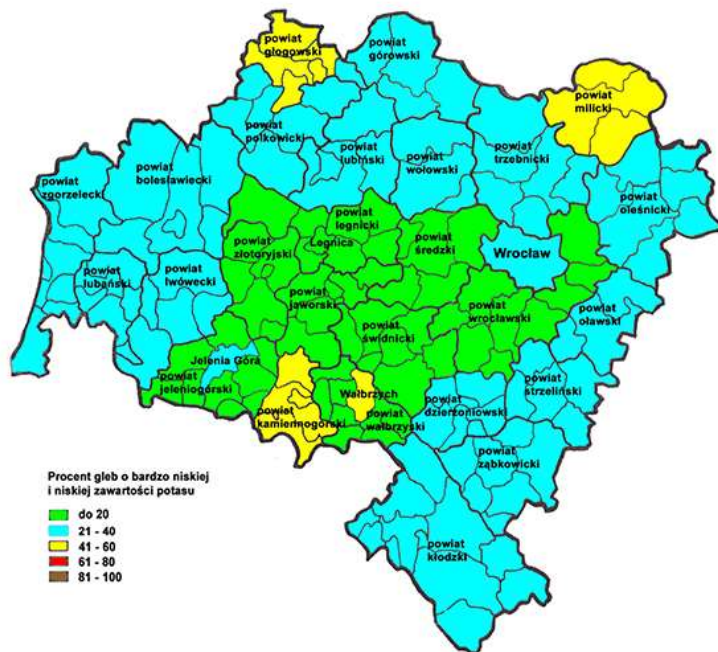 powiat
głogowski
powiat
górowski
powiat
milicki
powiat
polkowicki
powiat
lubiński
powiat
wołowski
powiat
trzebnicki
powiat
zgorzelecki
powiat
bolesławiecki
powiat
oleśnicki
powiat
legnicki
Legnica
powiat
złotoryjski
powiat
średzki
Wrocław
powiat
lubański
powiat
lwówecki
powiat
jaworski
powiat
wrocławski
powiat
oławski
powiat
świdnicki
Jelenia Góra
powiat
jeleniogórski
powiat
kamiennogórski
Wałbrzych
powiat
wałbrzyski
powiat
dzierżoniowski
powiat
strzeliński
powiat
ząbkowicki
powiat
kłodzki
Procent gleb o bardzo niskiej
i niskiej zawartości potasu
do 20
21 - 40
41 - 60
61 - 80
81 - 100